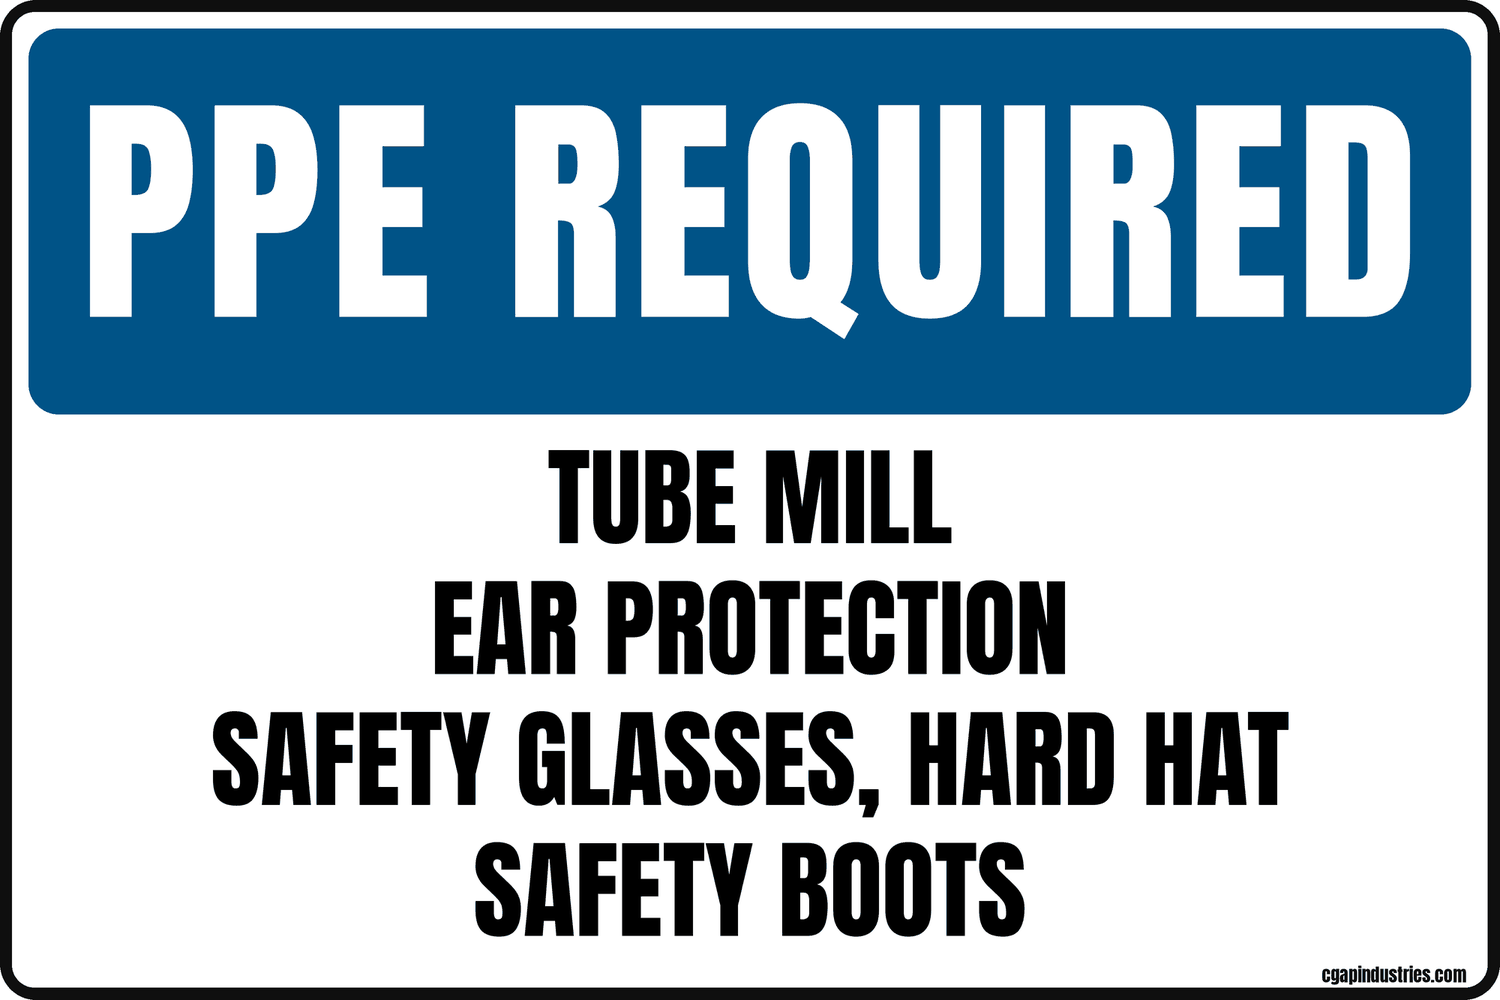 PPE REQUIRED
TUBE MILL
EAR PROTECTION
SAFETY GLASSES, HARD HAT
SAFETY BOOTS
cgapindustries.com